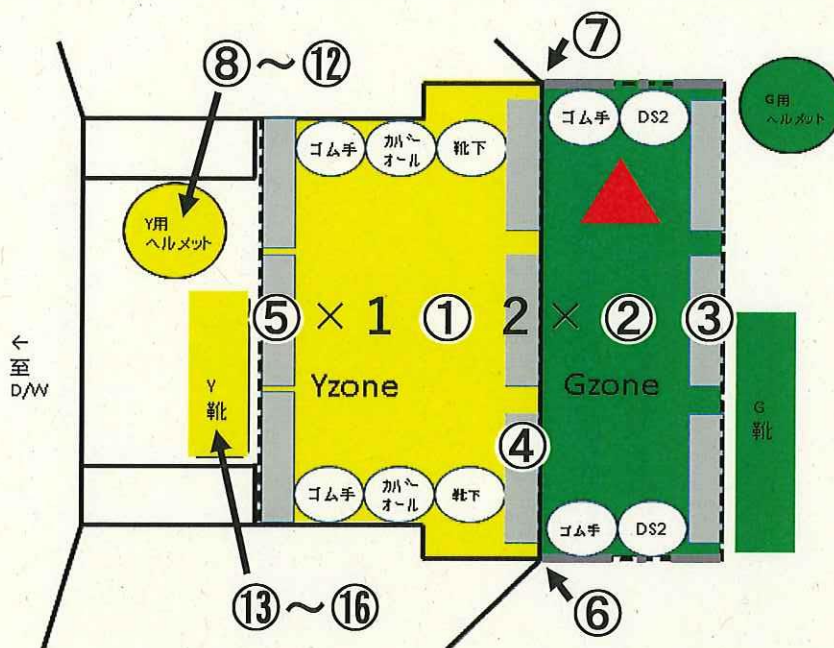 ⑧～⑫
⑦
G用
ヘルメット
ゴム手
カバー
オール
靴下
ゴム手
DS2
Y用
ヘルメット
⑤
×1
①
2×
②
③
←
至
D/W
Y
靴
Yzone
Gzone
G
靴
④
ゴム手
カバー
オール
靴下
ゴム手
DS2
⑬～⑯
⑥